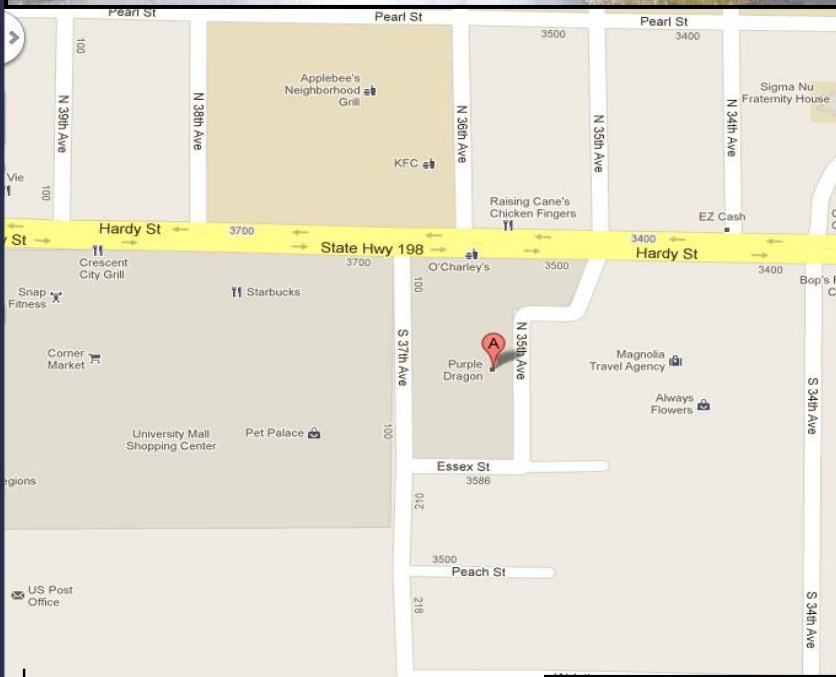 Pearl St
Pearl St
Pearl St
100
3500
3400
N 39th Ave
N 38th Ave
Applebee's
Neighborhood
Grill
N 36th Ave
N 35th Ave
N 34th Ave
Sigma Nu
Fraternity House
KFC
Vie
100
Raising Cane's
Chicken Fingers
EZ Cash
Hardy St
3700
State Hwy 198
3400
Hardy St
St
Crescent
City Grill
3700
O'Charley's
3500
3400
Bop's
Snap
Fitness
Starbucks
100
Corner
Market
S 37th Ave
A
Purple
Dragon
N 35th Ave
Magnolia
Travel Agency
Always
Flowers
S 34th Ave
University Mall
Shopping Center
Pet Palace
100
Essex St
3586
egions
210
3500
Peach St
US Post
Office
218
S 34th Ave